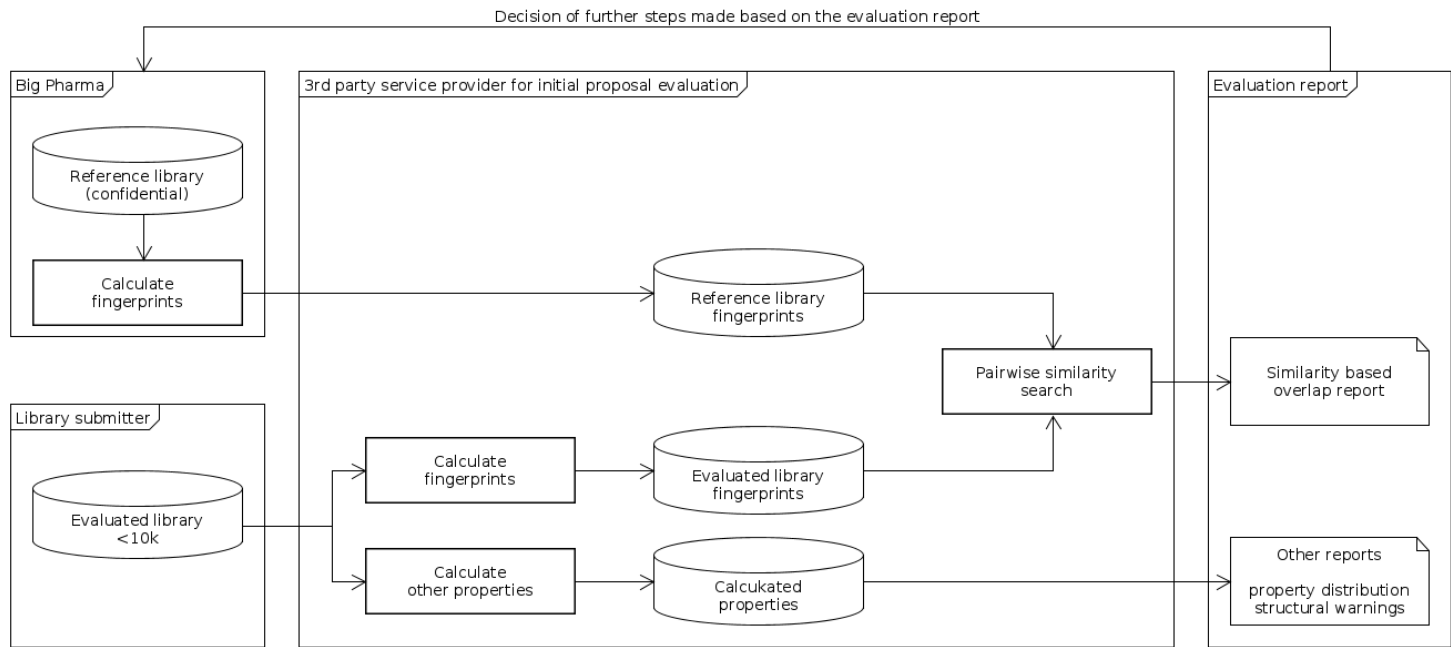 Decision of further steps made based on the evaluation report
Big Pharma
3rd party service provider for initial proposal evaluation
Evaluation report
Reference library
(confidential)
Calculate
fingerprints
Reference library
fingerprints
Pairwise similarity
search
Similarity based
overlap report
Library submitter
Evaluated library
<10k
Calculate
fingerprints
Evaluated library
fingerprints
Calculate
other properties
Calcukated
properties
Other reports
property distribution
structural warnings